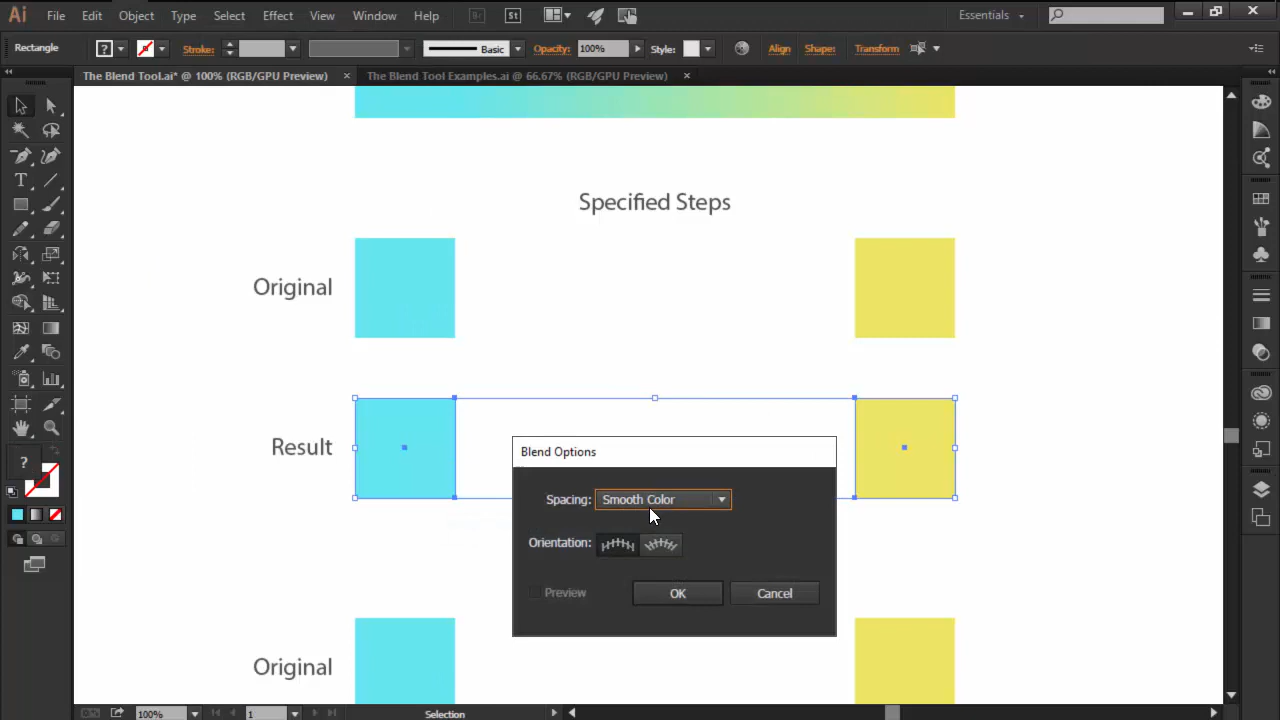 Ai File Edit Object Type Select Effect View Window Help Br St Essentials
Rectangle ? Stroke: Basic Opacity: 100% Style: Align Shape: Transform
The Blend Tool.ai* @ 100% (RGB/GPU Preview) × The Blend Tool Examples.ai @ 66.67% (RGB/GPU Preview) ×
Specified Steps
Original
Result
Blend Options
Spacing: Smooth Color
Orientation:
Preview OK Cancel
Original
T
?
100% 1 Selection